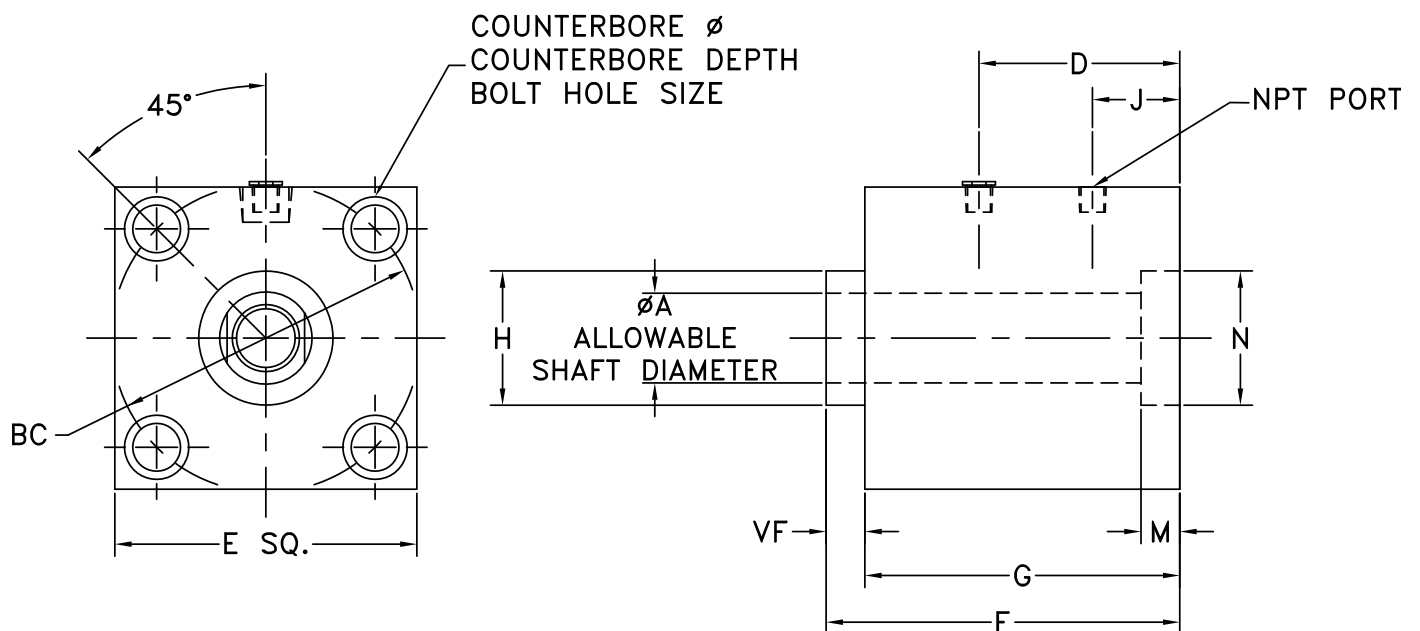 COUNTERBORE ø
COUNTERBORE DEPTH
BOLT HOLE SIZE
45°
D
J
NPT PORT
H
øA
ALLOWABLE
SHAFT DIAMETER
N
BC
E SQ.
VF
M
G
F